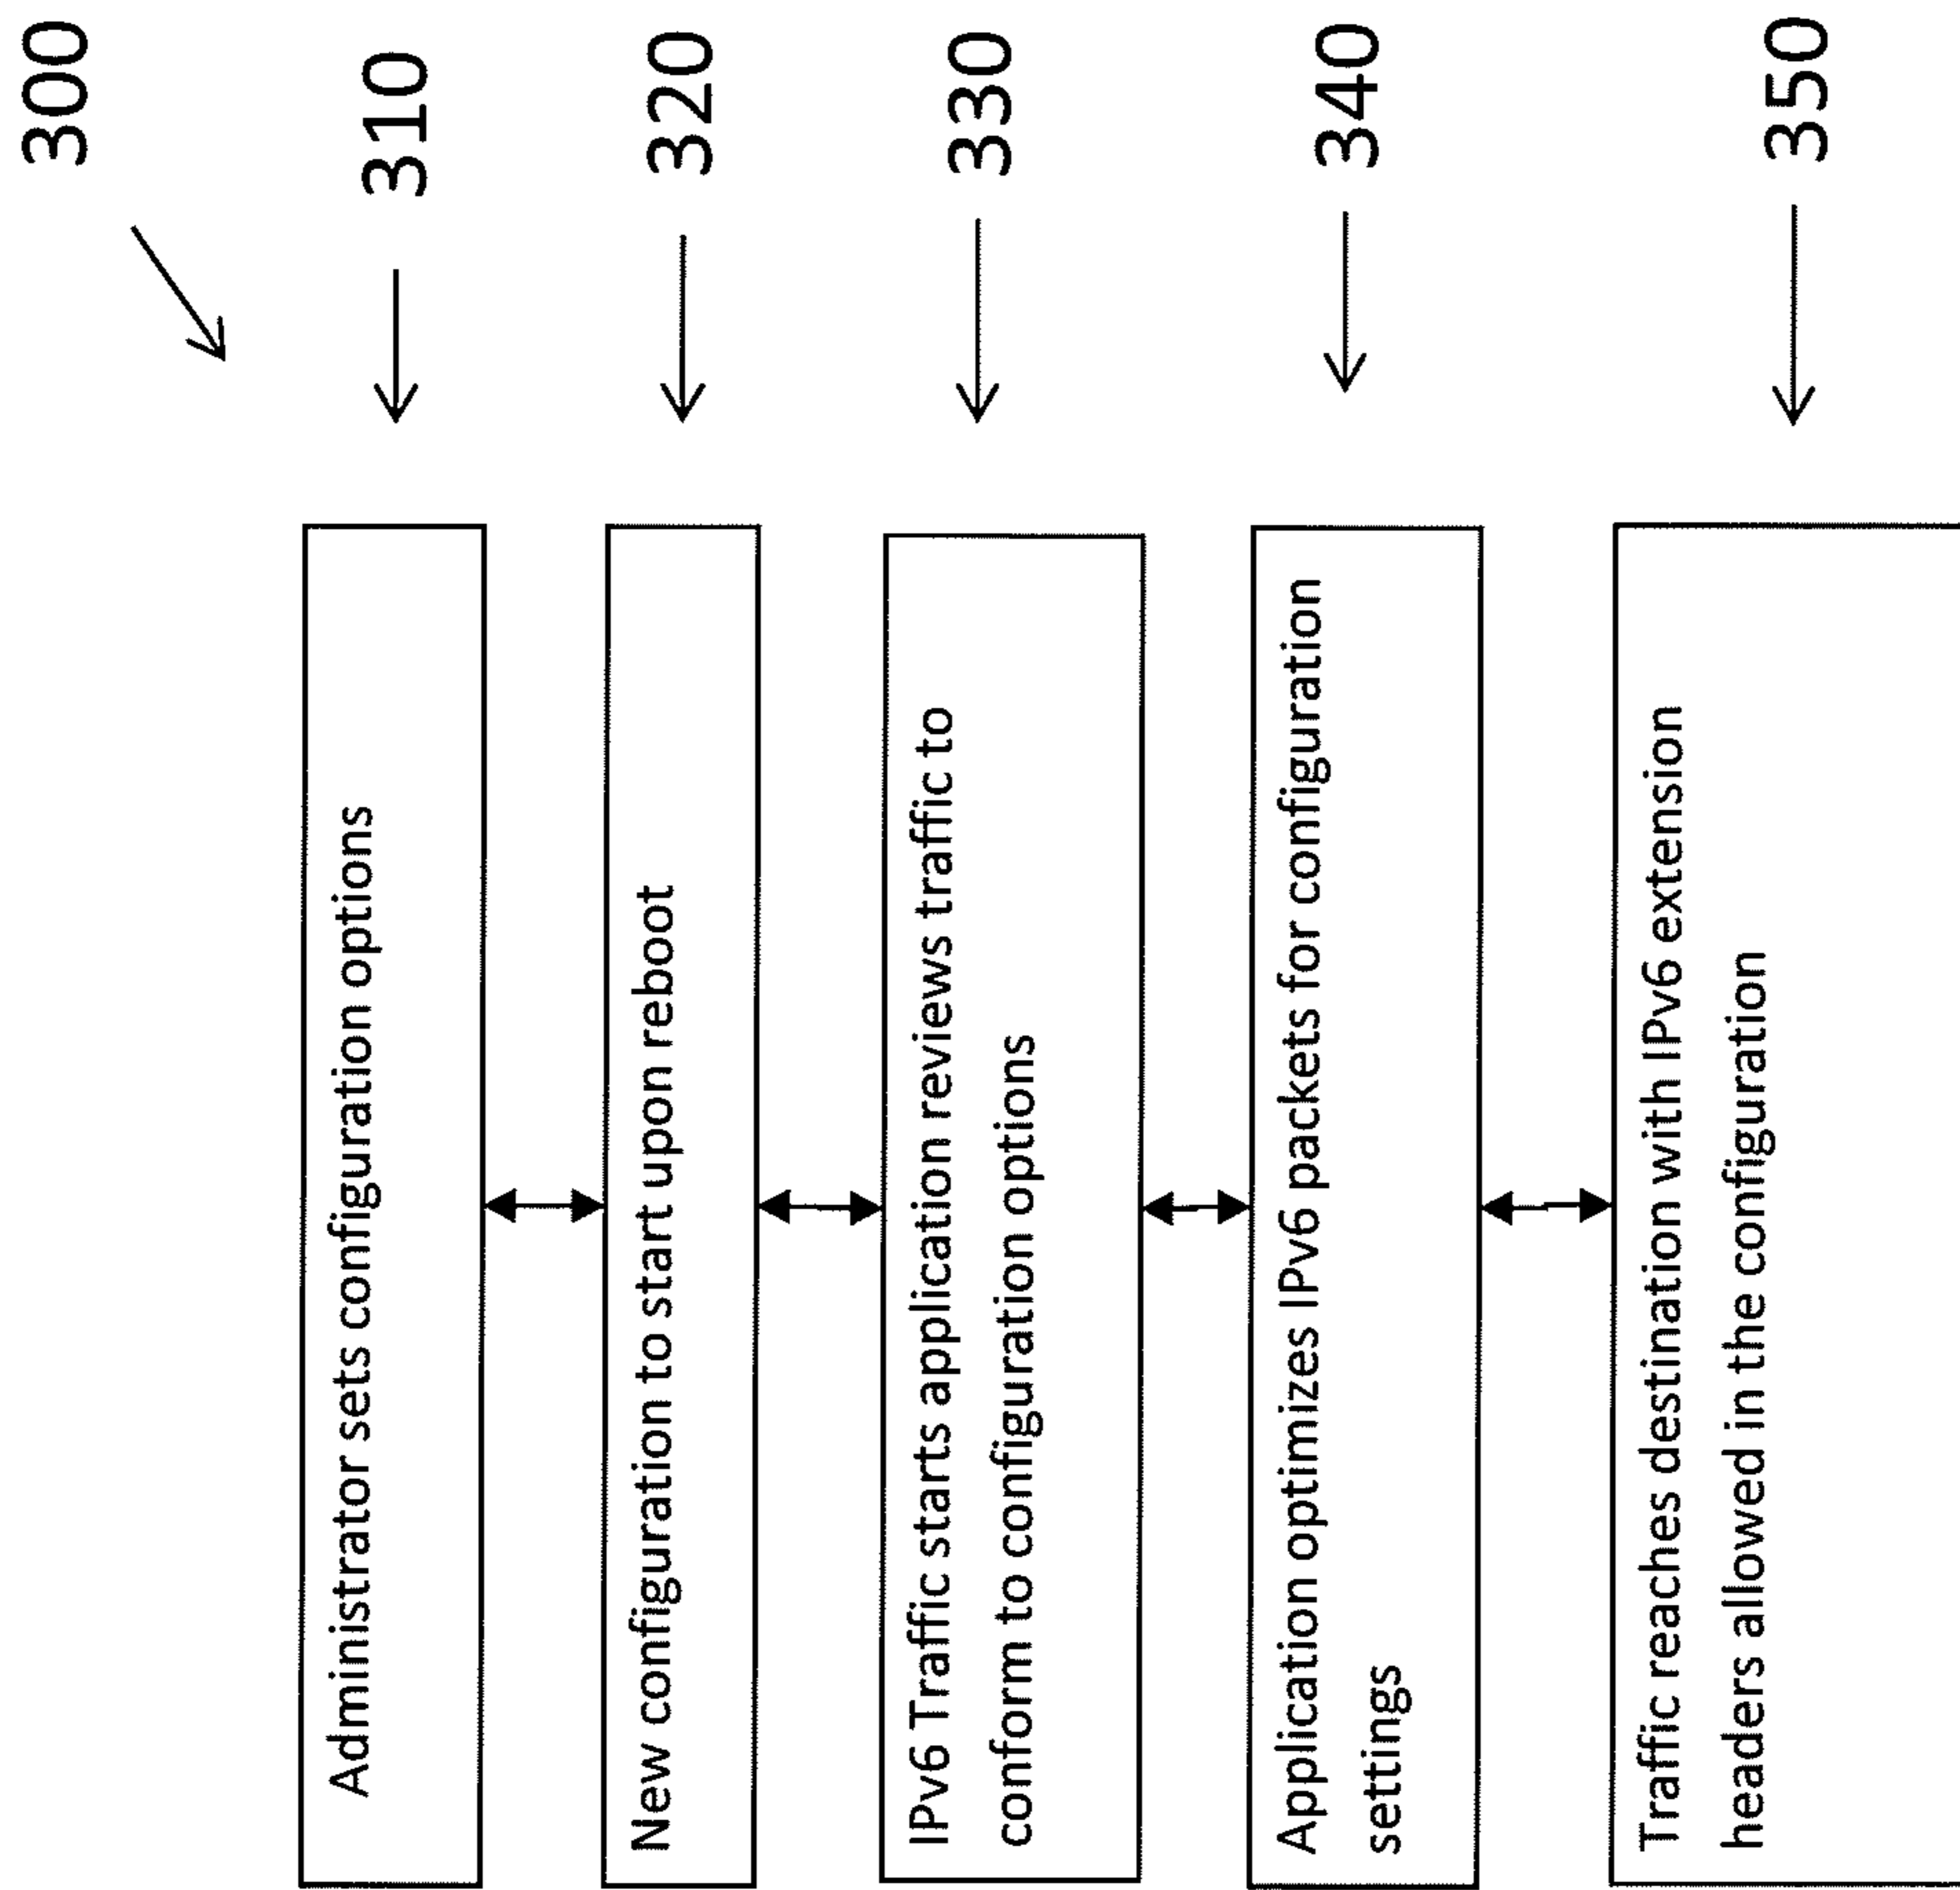 300
Administrator sets configuration options
310
New configuration to start upon reboot
320
IPv6 Traffic starts application reviews traffic to
conform to configuration options
330
Application optimizes IPv6 packets for configuration
settings
340
Traffic reaches destination with IPv6 extension
headers allowed in the configuration
350